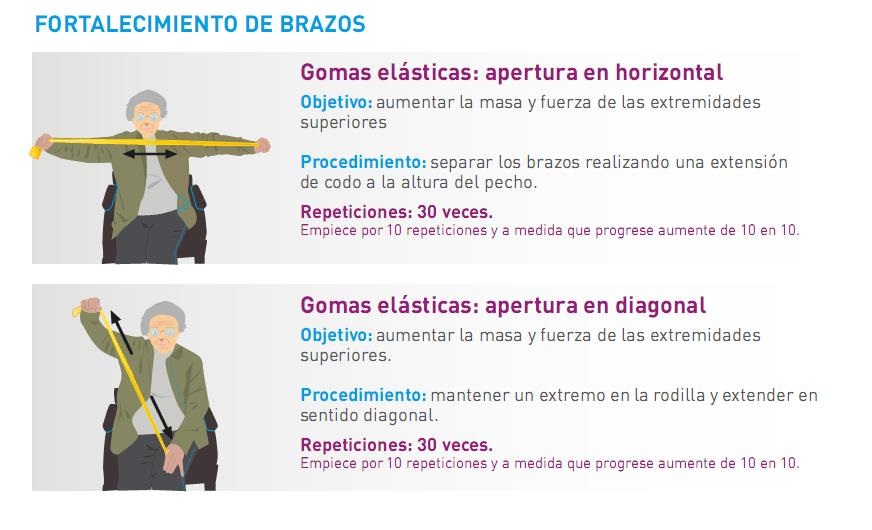 FORTALECIMIENTO DE BRAZOS
Gomas elásticas: apertura en horizontal
Objetivo: aumentar la masa y fuerza de las extremidades
superiores
Procedimiento: separar los brazos realizando una extensión
de codo a la altura del pecho.
Repeticiones: 30 veces.
Empiece por 10 repeticiones y a medida que progrese aumente de 10 en 10.
Gomas elásticas: apertura en diagonal
Objetivo: aumentar la masa y fuerza de las extremidades
superiores.
Procedimiento: mantener un extremo en la rodilla y extender en
sentido diagonal.
Repeticiones: 30 veces.
Empiece por 10 repeticiones y a medida que progrese aumente de 10 en 10.